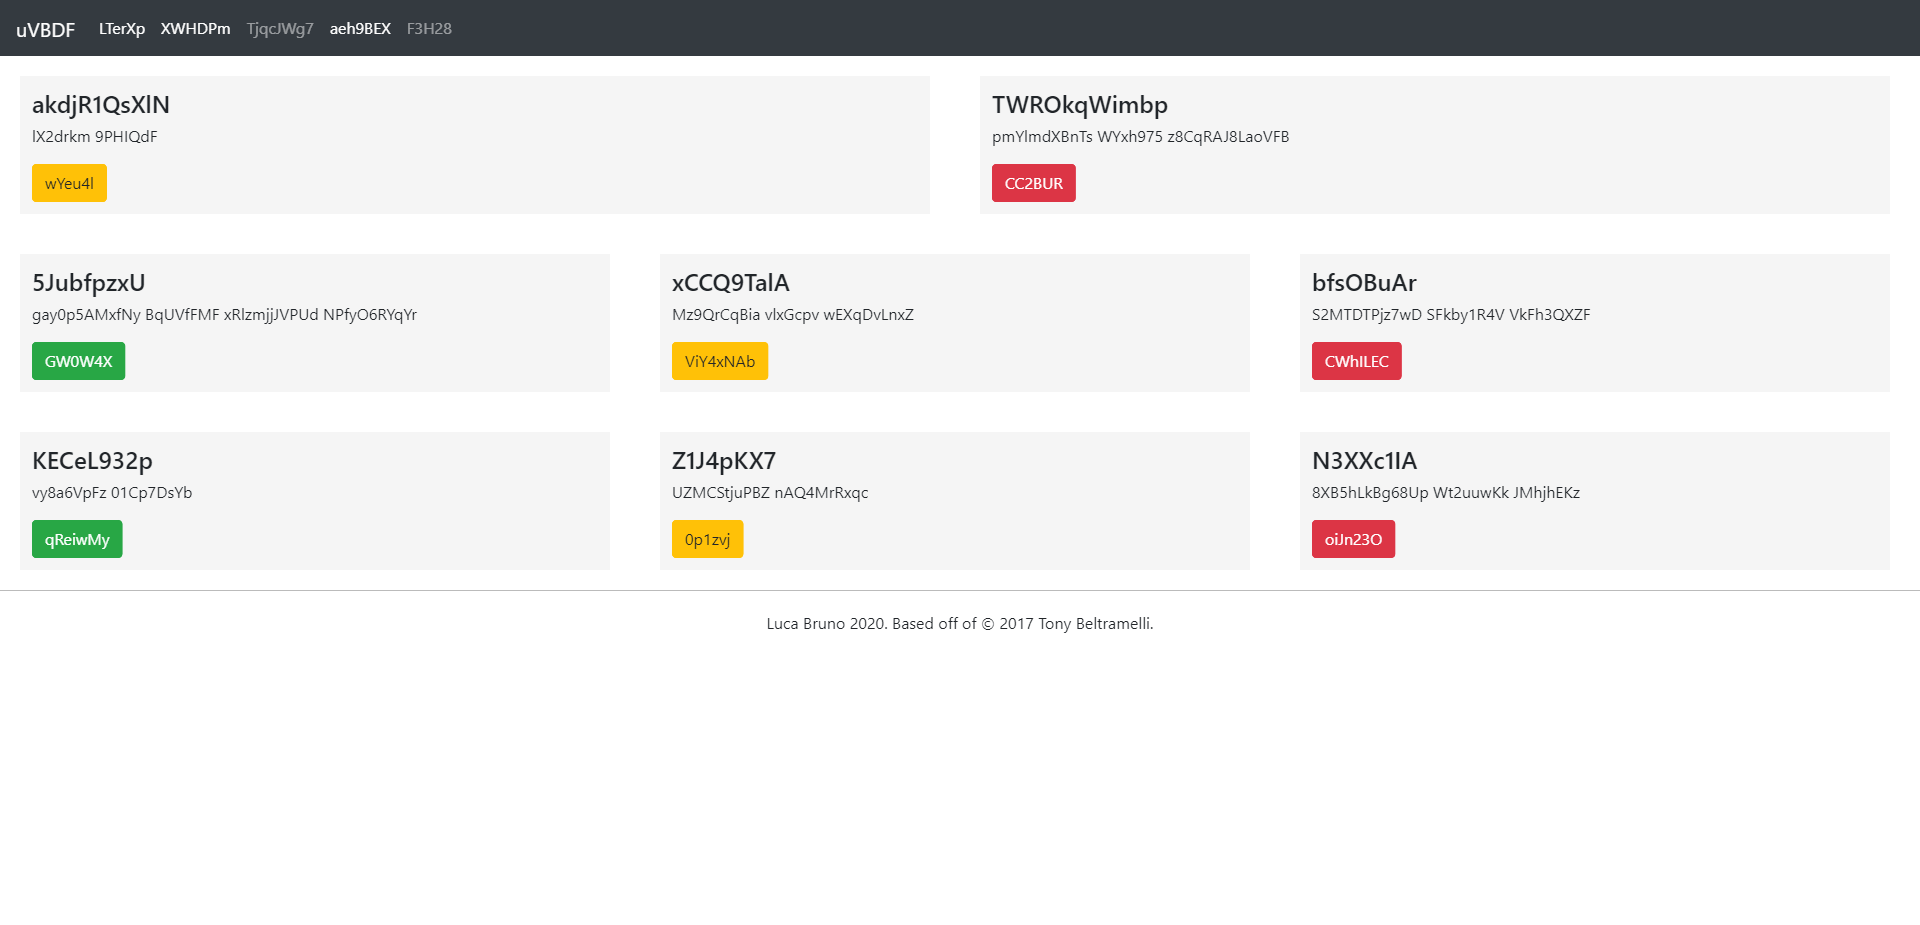 uVBDF LTerXp XWHDPm TjqcJWg7 aeh9BEX F3H28
akdjR1QsXlN
lX2drkm 9PHIQdF
wYeu4l
TWROkqWimbp
pmYlmdXBnTs WYxh975 z8CqRAJ8LaoVFB
CC2BUR
5JubfpzxU
gay0p5AMxfNy BqUVfFMF xRlzmjjJVPUd NPfyO6RYqYr
GW0W4X
xCCQ9TalA
Mz9QrCqBia vlxGcpv wEXqDvLnxZ
ViY4xNAb
bfsOBuAr
S2MTDTPjz7wD SFkby1R4V VkFh3QXZF
CWhILEC
KECeL932p
vy8a6VpFz 01Cp7DsYb
qReiwMy
Z1J4pKX7
UZMCStjuPBZ nAQ4MrRxqc
0p1zvj
N3XXc1IA
8XB5hLkBg68Up Wt2uuwKk JMhjhEKz
oiJn23O
Luca Bruno 2020. Based off of © 2017 Tony Beltramelli.